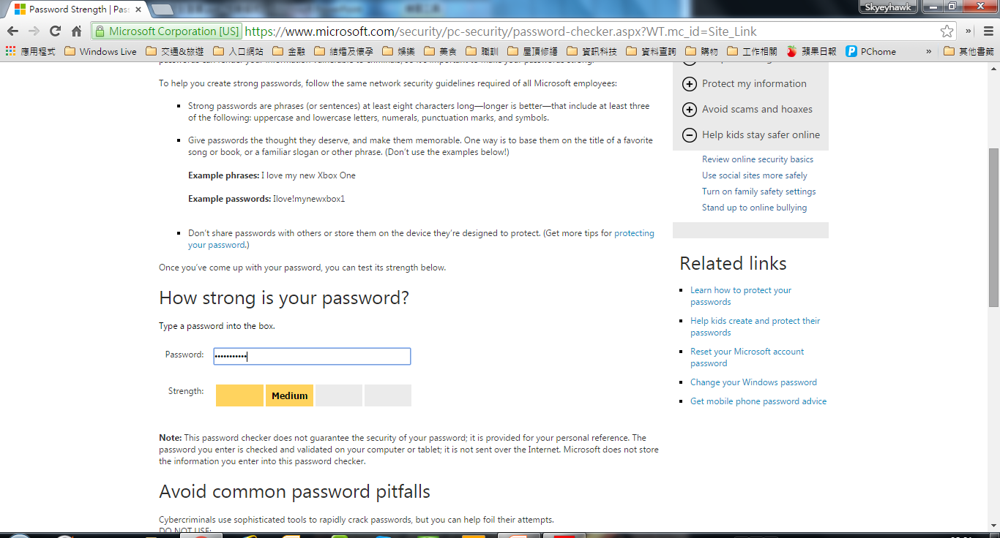 Password Strength | Pas
Skyeyhawk
Microsoft Corporation [US] https://www.microsoft.com/security/pc-security/password-checker.aspx?WT.mc_id=Site_Link
應用程式 Windows Live 交通&旅遊 入口網站 金融 結婚及懷孕 娛樂 美食 職訓 屋頂修繕 資訊科技 資料查詢 購物 工作相關 蘋果日報 PChome » 其他書籤
To help you create strong passwords, follow the same network security guidelines required of all Microsoft employees:
Strong passwords are phrases (or sentences) at least eight characters long—longer is better—that include at least three
of the following: uppercase and lowercase letters, numerals, punctuation marks, and symbols.
Give passwords the thought they deserve, and make them memorable. One way is to base them on the title of a favorite
song or book, or a familiar slogan or other phrase. (Don't use the examples below!)
Example phrases: I love my new Xbox One
Example passwords: Ilove!mynewxbox1
Don't share passwords with others or store them on the device they're designed to protect. (Get more tips for protecting
your password.)
Once you've come up with your password, you can test its strength below.
How strong is your password?
Type a password into the box.
Password: •••••••••••
Strength: Medium
Note: This password checker does not guarantee the security of your password; it is provided for your personal reference. The
password you enter is checked and validated on your computer or tablet; it is not sent over the Internet. Microsoft does not store
the information you enter into this password checker.
Avoid common password pitfalls
Cybercriminals use sophisticated tools to rapidly crack passwords, but you can help foil their attempts.
DO NOT USE:
Protect my information
Avoid scams and hoaxes
Help kids stay safer online
Review online security basics
Use social sites more safely
Turn on family safety settings
Stand up to online bullying
Related links
Learn how to protect your
passwords
Help kids create and protect their
passwords
Reset your Microsoft account
password
Change your Windows password
Get mobile phone password advice